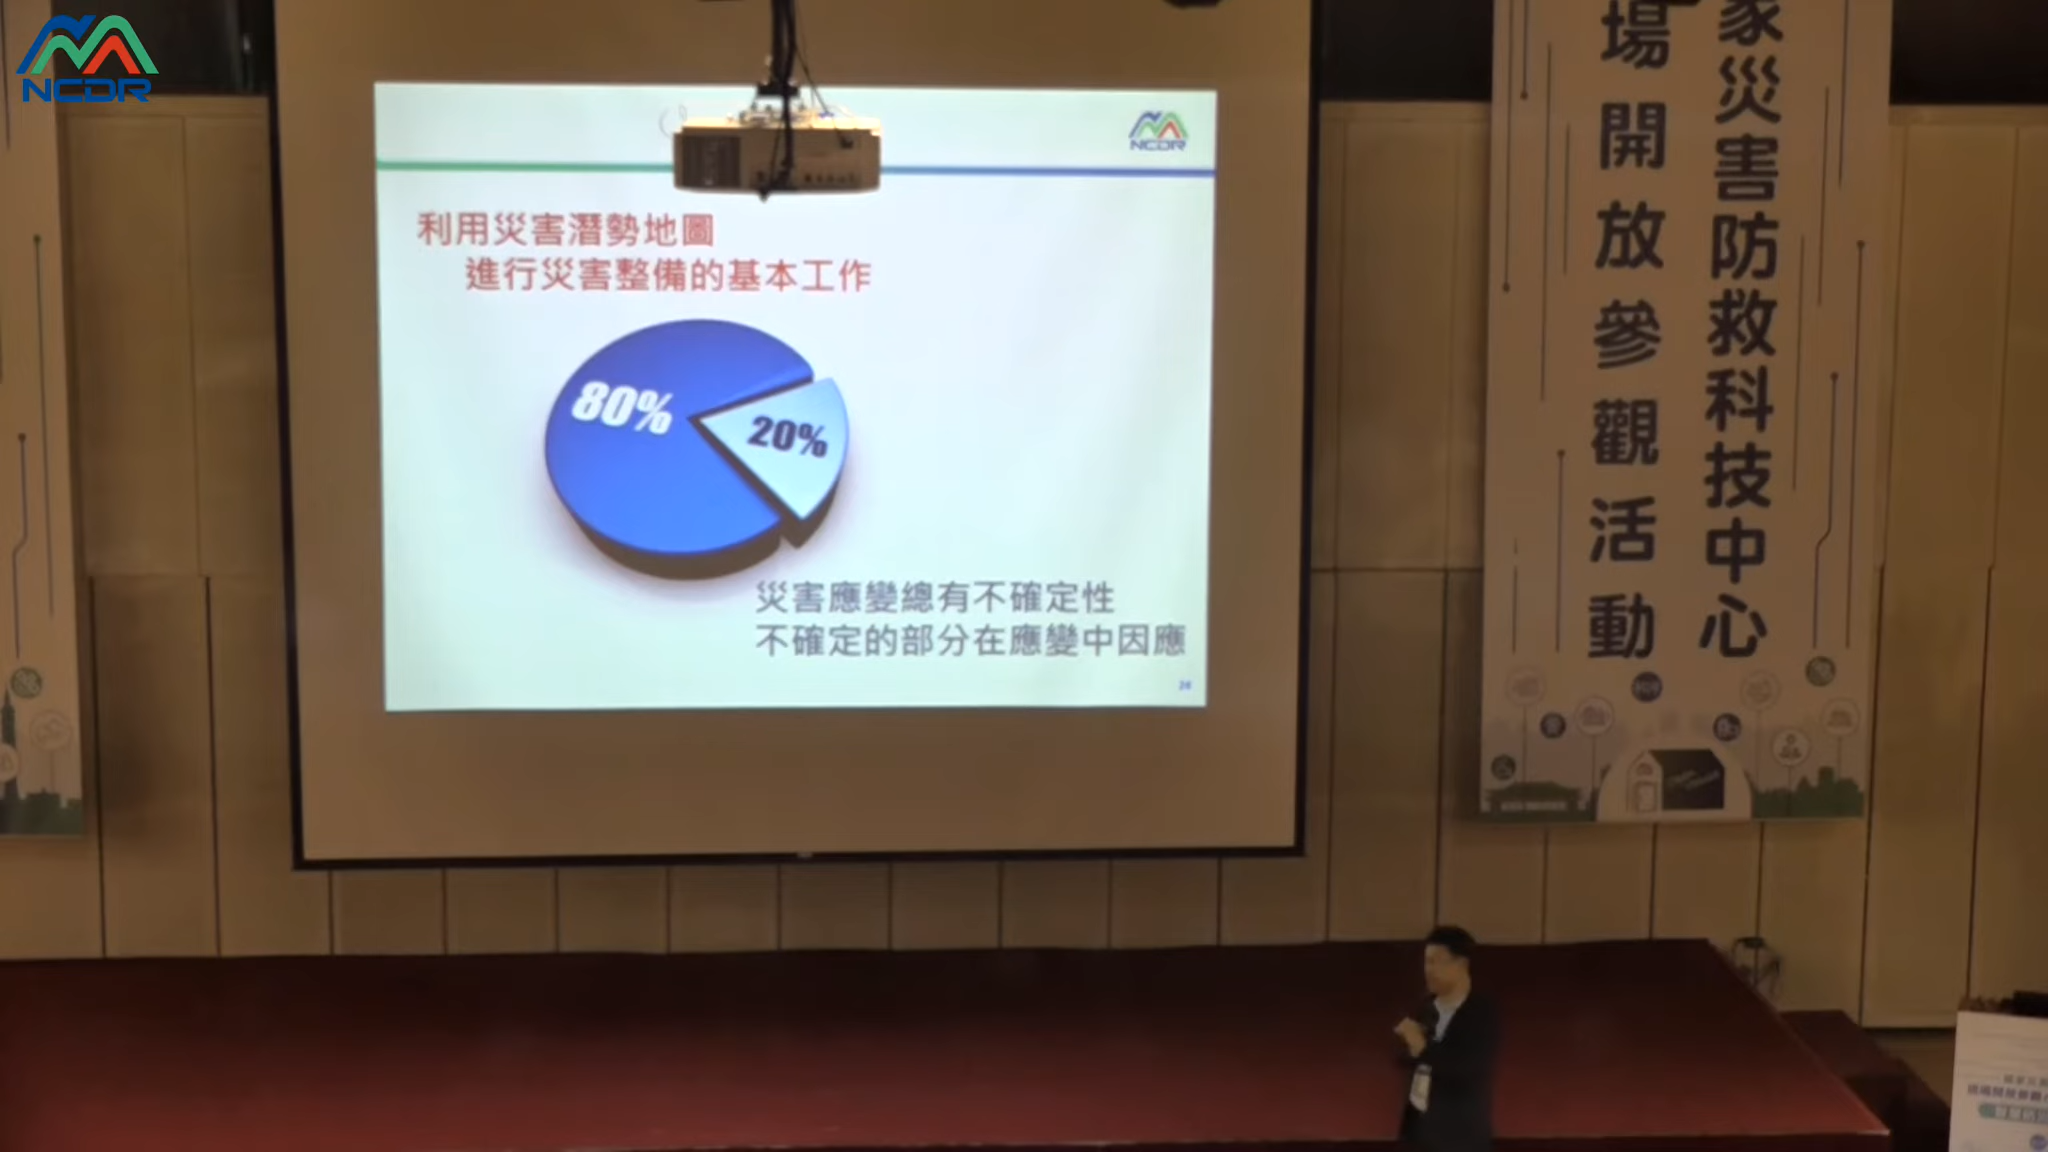 NCDR
NCDR
利用災害潛勢地圖
進行災害整備的基本工作
80%
20%
災害應變總有不確定性
不確定的部分在應變中因應
24
家災害防救科技中心
場開放參觀活動